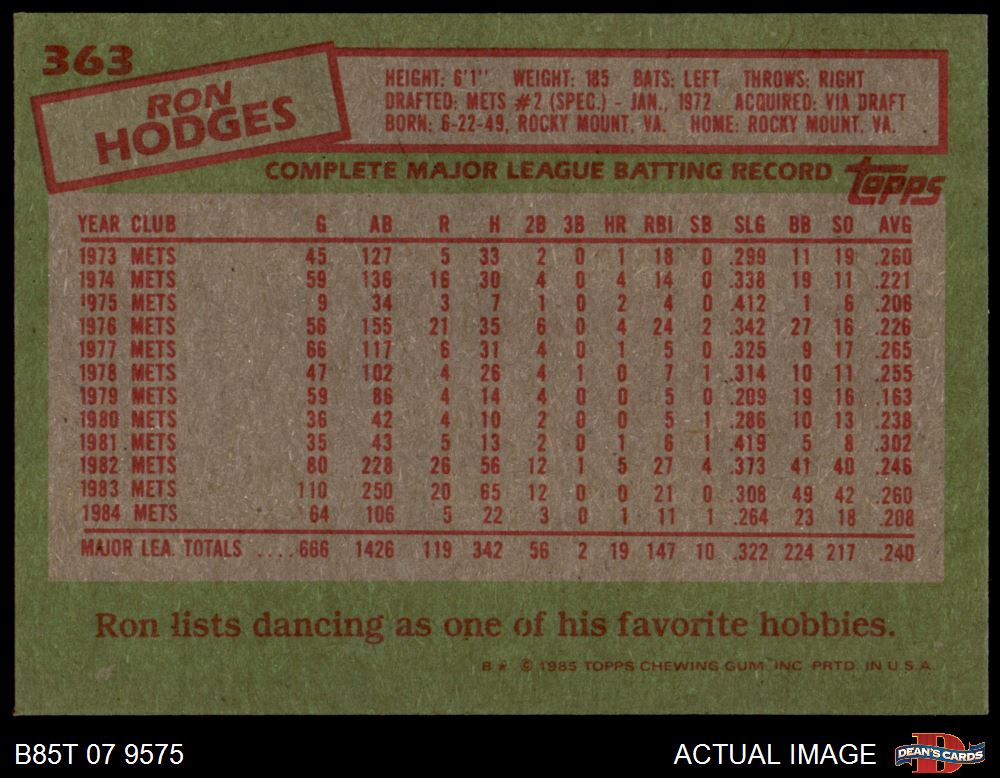 363
RON
HODGES
HEIGHT: 6'1" WEIGHT: 185 BATS: LEFT THROWS: RIGHT
DRAFTED: METS #2 (SPEC.) - JAN., 1972 ACQUIRED: VIA DRAFT
BORN: 6-22-49, ROCKY MOUNT, VA. HOME: ROCKY MOUNT, VA.
COMPLETE MAJOR LEAGUE BATTING RECORD topps
YEAR CLUB G AB R H 2B 3B HR RBI SB SLG BB SO AVG
1973 METS 45 127 5 33 2 0 1 18 0 .299 11 19 .260
1974 METS 59 136 16 30 4 0 4 14 0 .338 19 11 .221
1975 METS 9 34 3 7 1 0 2 4 0 .412 1 6 .206
1976 METS 56 155 21 35 6 0 4 24 2 .342 27 16 .226
1977 METS 66 117 6 31 4 0 1 5 0 .325 9 17 .265
1978 METS 47 102 4 26 4 1 0 7 1 .314 10 11 .255
1979 METS 59 86 4 14 4 0 0 5 0 .209 19 16 .163
1980 METS 36 42 4 10 2 0 0 5 1 .286 10 13 .238
1981 METS 35 43 5 13 2 0 1 6 1 .419 5 8 .302
1982 METS 80 228 26 56 12 1 5 27 4 .373 41 40 .246
1983 METS 110 250 20 65 12 0 0 21 0 .308 49 42 .260
1984 METS 64 106 5 22 3 0 1 11 1 .264 23 18 .208
MAJOR LEA. TOTALS ....666 1426 119 342 56 2 19 147 10 .322 224 217 .240
Ron lists dancing as one of his favorite hobbies.
B★ © 1985 TOPPS CHEWING GUM, INC. PRTD. IN U.S.A.
B85T 07 9575 ACTUAL IMAGE DEAN'S CARDS